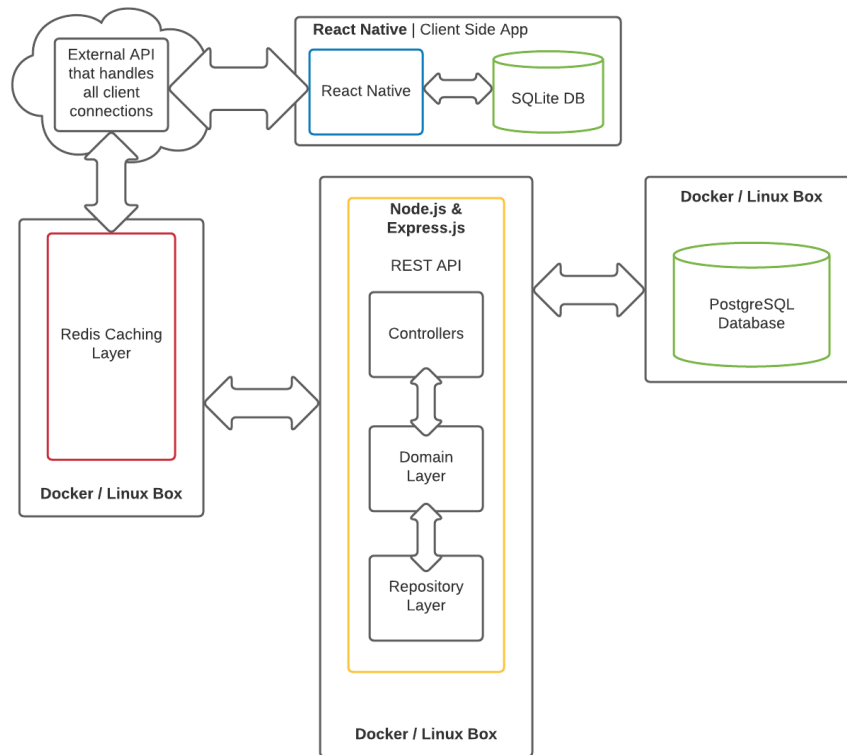 External API
that handles
all client
connections
React Native | Client Side App
React Native
SQLite DB
Redis Caching
Layer
Docker / Linux Box
Node.js &
Express.js
REST API
Controllers
Domain
Layer
Repository
Layer
Docker / Linux Box
Docker / Linux Box
PostgreSQL
Database